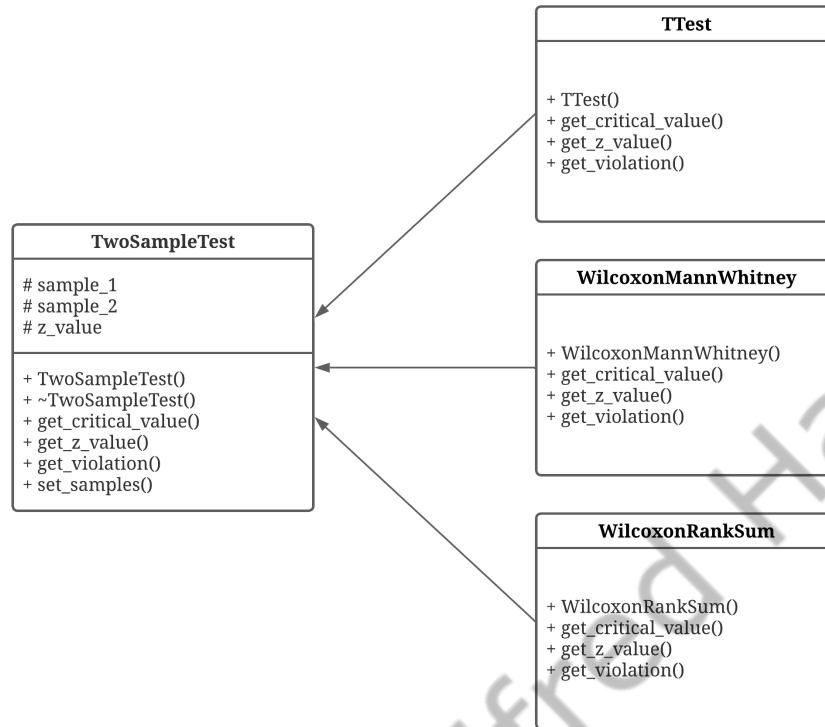 TTest
+ TTest()
+ get_critical_value()
+ get_z_value()
+ get_violation()
TwoSampleTest
# sample_1
# sample_2
# z_value
+ TwoSampleTest()
+ ~TwoSampleTest()
+ get_critical_value()
+ get_z_value()
+ get_violation()
+ set_samples()
WilcoxonMannWhitney
+ WilcoxonMannWhitney()
+ get_critical_value()
+ get_z_value()
+ get_violation()
WilcoxonRankSum
+ WilcoxonRankSum()
+ get_critical_value()
+ get_z_value()
+ get_violation()